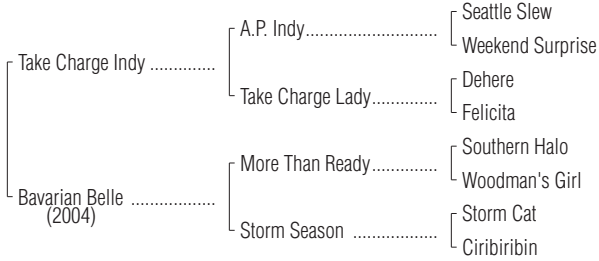 Seattle Slew
A.P. Indy..............................
Weekend Surprise
Take Charge Indy ...............
Dehere
Take Charge Lady...............
Felicita
Southern Halo
More Than Ready...............
Woodman's Girl
Bavarian Belle ...................
(2004)
Storm Cat
Storm Season ...................
Ciribiribin